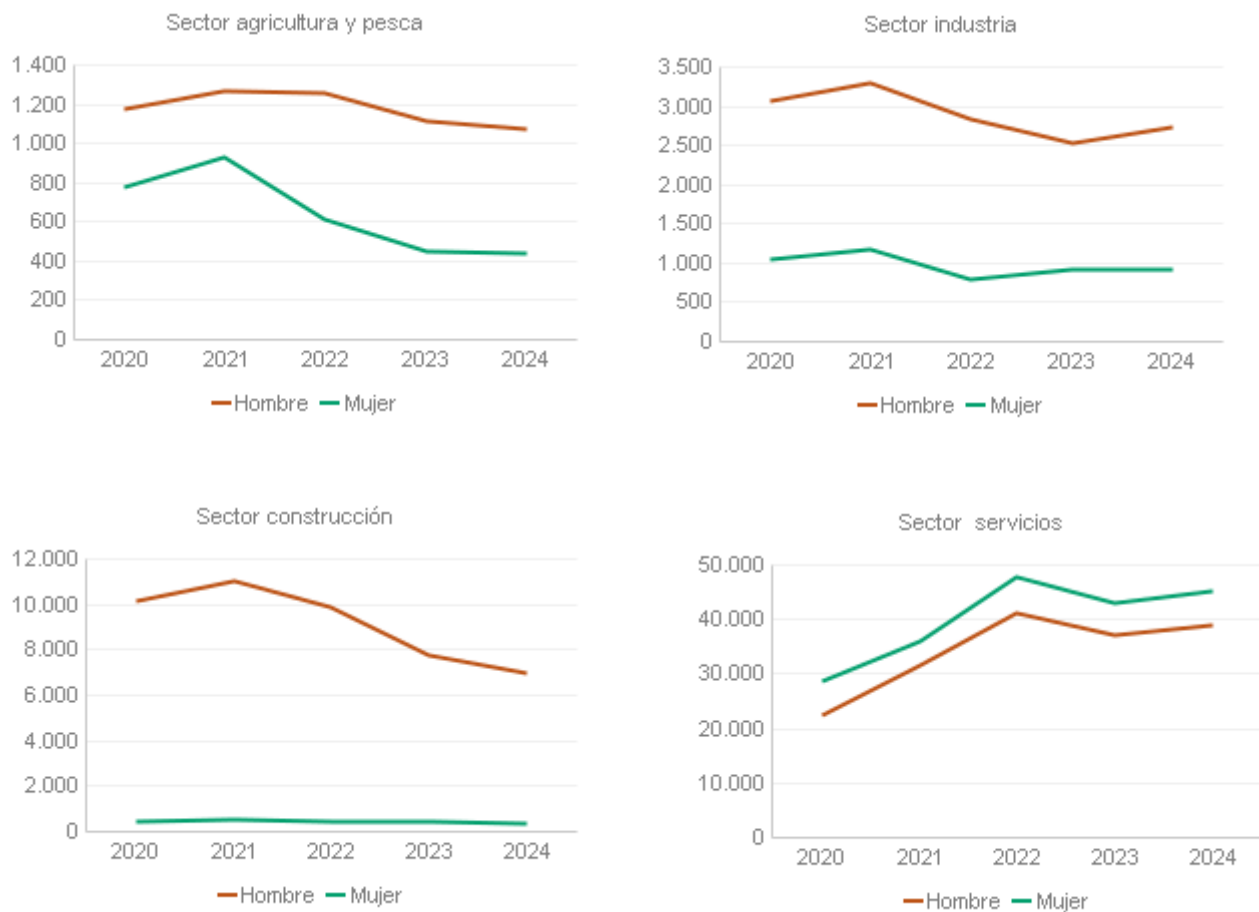 Sector agricultura y pesca
1.400
1.200
1.000
800
600
400
200
0
2020 2021 2022 2023 2024
Hombre Mujer
Sector industria
3.500
3.000
2.500
2.000
1.500
1.000
500
0
2020 2021 2022 2023 2024
Hombre Mujer
Sector construcción
12.000
10.000
8.000
6.000
4.000
2.000
0
2020 2021 2022 2023 2024
Hombre Mujer
Sector servicios
50.000
40.000
30.000
20.000
10.000
0
2020 2021 2022 2023 2024
Hombre Mujer